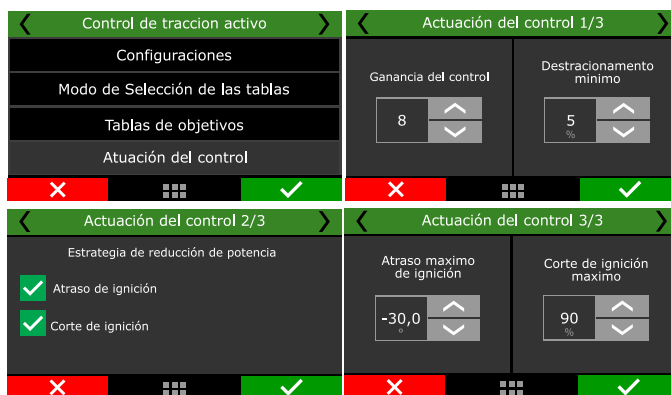 Control de traccion activo
Configuraciones
Modo de Selección de las tablas
Tablas de objetivos
Atuación del control
Actuación del control 1/3
Ganancia del control
8
Destracionamento
minimo
5
%
Actuación del control 2/3
Estrategia de reducción de potencia
Atraso de ignición
Corte de ignición
Actuación del control 3/3
Atraso maximo
de ignición
-30,0
°
Corte de ignición
maximo
90
%